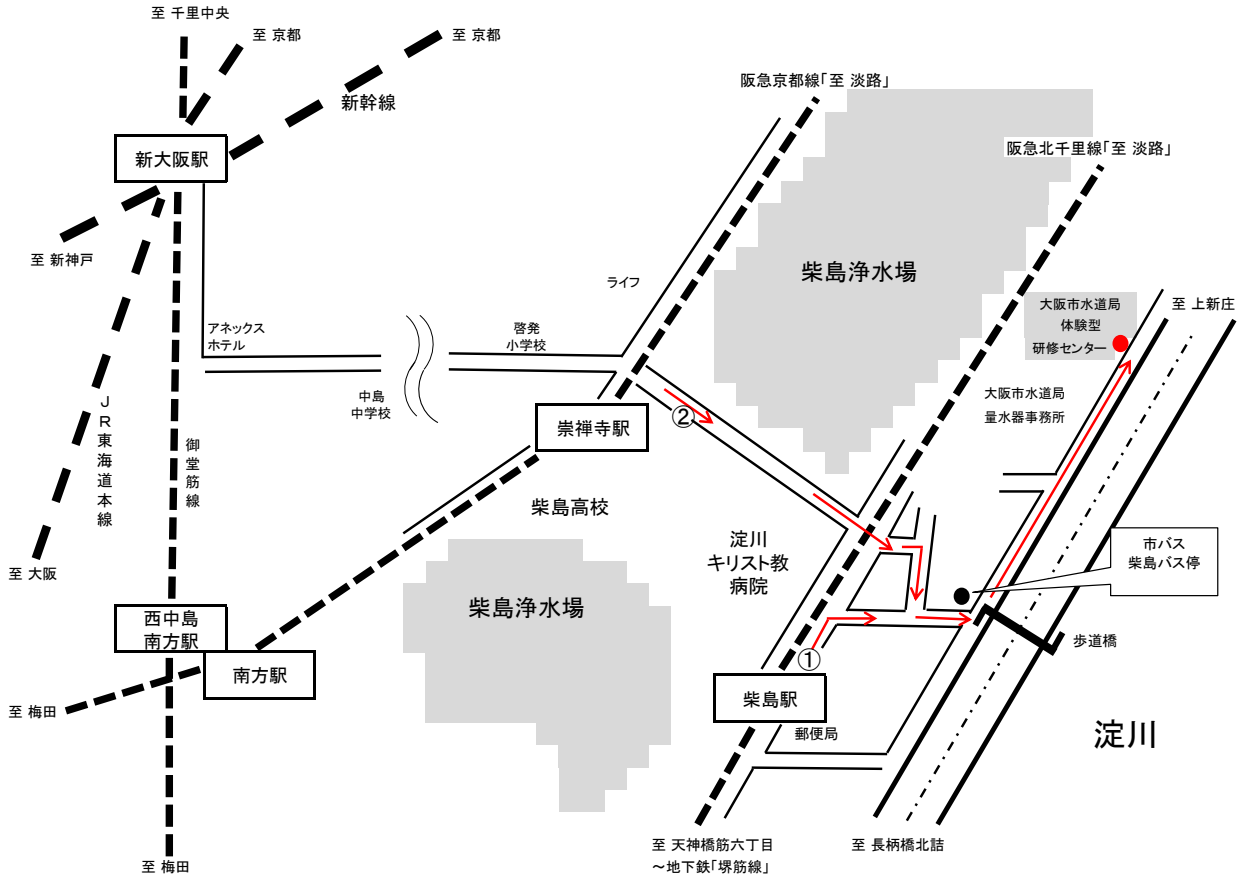 至 千里中央
至 京都
至 京都
新幹線
新大阪駅
至 新神戸
アネックス
ホテル
中島
中学校
啓発
小学校
ライフ
阪急京都線「至 淡路」
阪急北千里線「至 淡路」
柴島浄水場
大阪市水道局
体験型
研修センター
至 上新庄
大阪市水道局
量水器事務所
JR東海道本線
御堂筋線
崇禅寺駅
②
柴島高校
淀川
キリスト教
病院
市バス
柴島バス停
至 大阪
西中島
南方駅
南方駅
至 梅田
柴島浄水場
①
柴島駅
郵便局
歩道橋
淀川
至 梅田
至 天神橋筋六丁目
～地下鉄「堺筋線」
至 長柄橋北詰